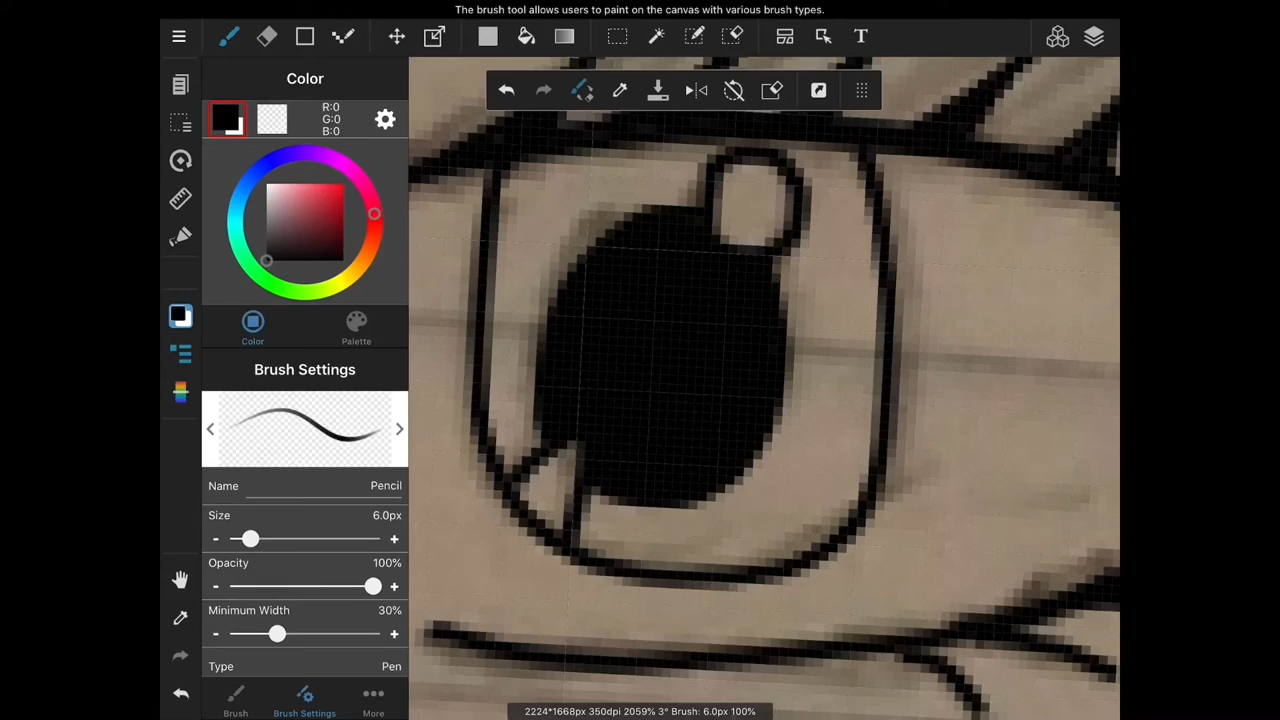 The brush tool allows users to paint on the canvas with various brush types.
T
Color
R:0
G:0
B:0
Color
Palette
Brush Settings
Name
Pencil
Size
6.0px
-
+
Opacity
100%
-
+
Minimum Width
30%
-
+
Type
Pen
Brush
Brush Settings
More
2224*1668px 350dpi 2059% 3° Brush: 6.0px 100%